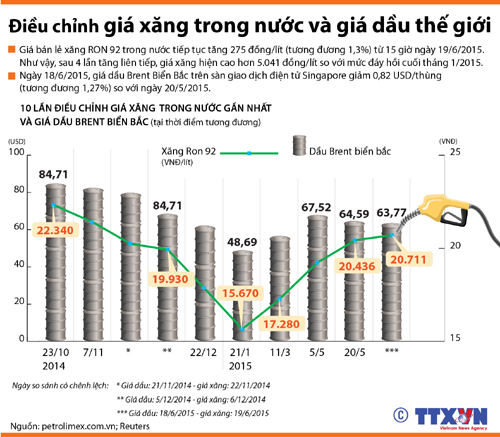 Điều chỉnh giá xăng trong nước và giá dầu thế giới
Giá bán lẻ xăng RON 92 trong nước tiếp tục tăng 275 đồng/lít (tương đương 1,3%) từ 15 giờ ngày 19/6/2015.
Như vậy, sau 4 lần tăng liên tiếp, giá xăng hiện cao hơn 5.041 đồng/lít so với mức đáy hồi cuối tháng 1/2015.
Ngày 18/6/2015, giá dầu Brent Biển Bắc trên sàn giao dịch điện tử Singapore giảm 0,82 USD/thùng
(tương đương 1,27%) so với ngày 20/5/2015.
10 LẦN ĐIỀU CHỈNH GIÁ XĂNG TRONG NƯỚC GẦN NHẤT
VÀ GIÁ DẦU BRENT BIỂN BẮC (tại thời điểm tương đương)
(USD) (VNĐ)
Xăng Ron 92
(VNĐ/lít)
Dầu Brent biển bắc
100 25
80
60 20
40
20
0 15
84,71 84,71 48,69 67,52 64,59 63,77
22.340 19.930 15.670 17.280 20.436 20.711
23/10 7/11 * ** 22/12 21/1 11/3 5/5 20/5 ***
2014 2015
Ngày so sánh có chênh lệch: * Giá dầu: 21/11/2014 - giá xăng: 22/11/2014
** Giá dầu: 5/12/2014 - giá xăng: 6/12/2014
*** Giá dầu: 18/6/2015 - giá xăng: 19/6/2015
Nguồn: petrolimex.com.vn; Reuters
© TTXVN
Vietnam News Agency